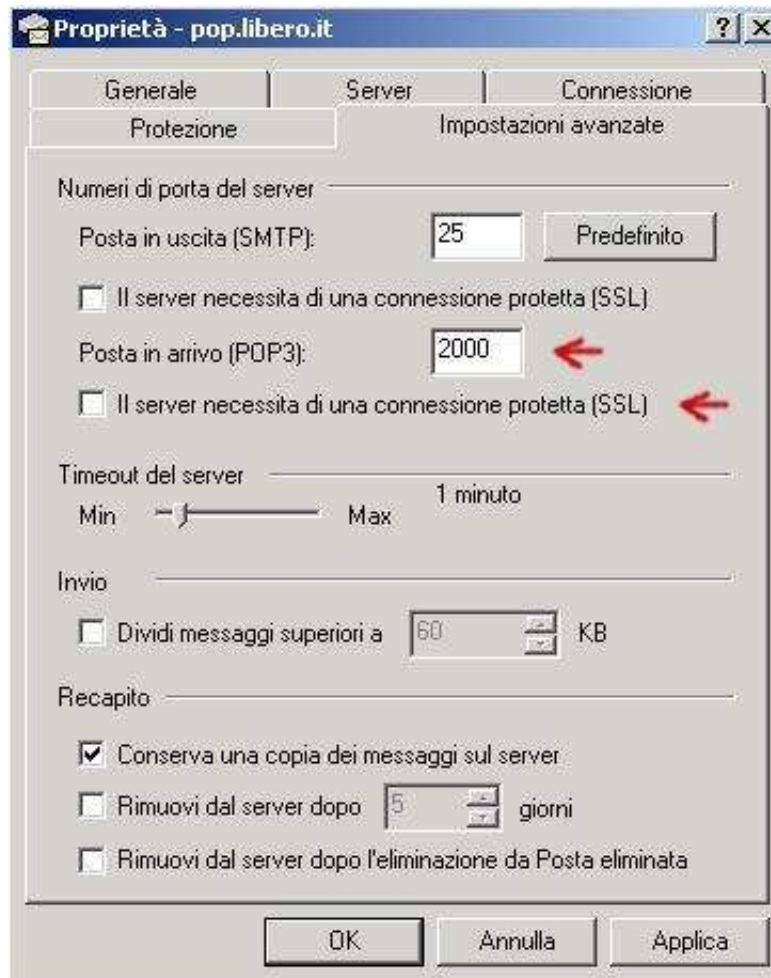 Proprietà - pop.libero.it
Generale Server Connessione
Protezione Impostazioni avanzate
Numeri di porta del server
Posta in uscita (SMTP): 25 Predefinito
Il server necessita di una connessione protetta (SSL)
Posta in arrivo (POP3): 2000
Il server necessita di una connessione protetta (SSL)
Timeout del server
Min Max 1 minuto
Invio
Dividi messaggi superiori a 60 KB
Recapito
Conserva una copia dei messaggi sul server
Rimuovi dal server dopo 5 giorni
Rimuovi dal server dopo l'eliminazione da Posta eliminata
OK Annulla Applica